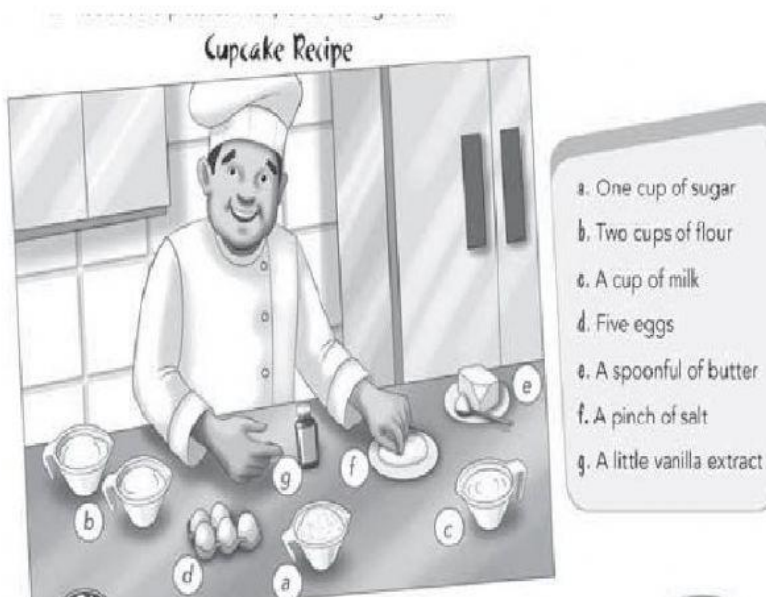 Cupcake Recipe
a. One cup of sugar
b. Two cups of flour
c. A cup of milk
d. Five eggs
e. A spoonful of butter
f. A pinch of salt
g. A little vanilla extract
e
g
f
b
c
d
a